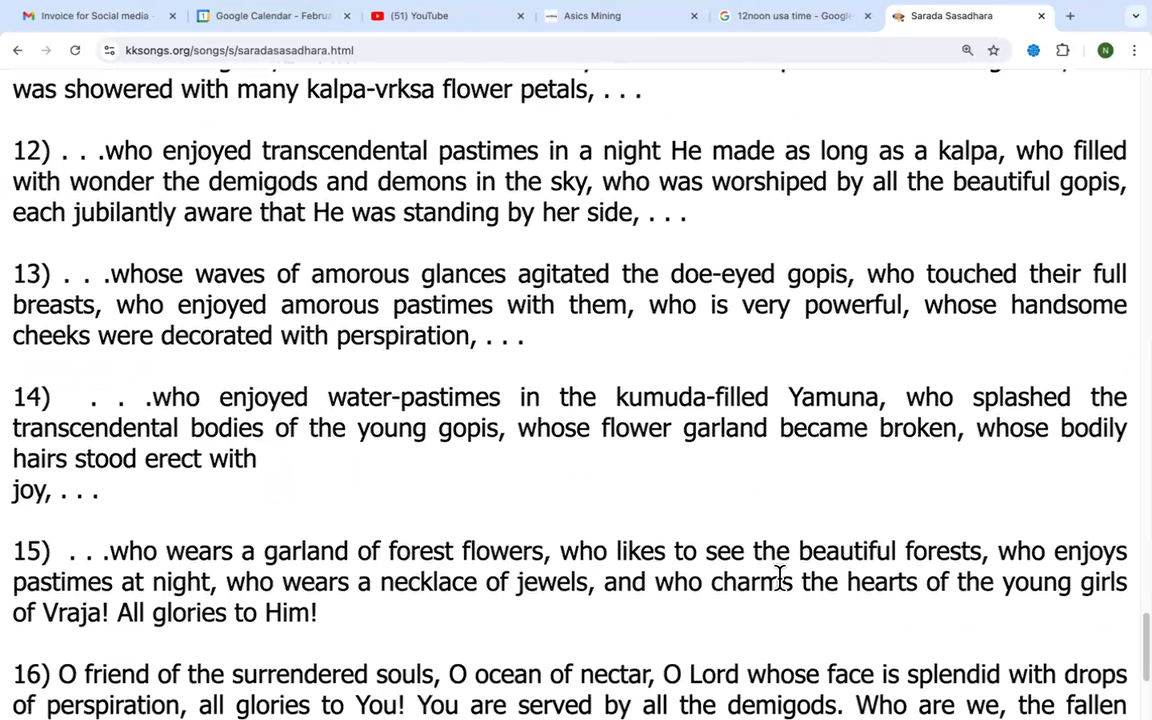 Invoice for Social media
Google Calendar - Februa
(51) YouTube
Asics Mining
12noon usa time - Google
Sarada Sasadhara
kksongs.org/songs/s/saradasasadhara.html
N
was showered with many kalpa-vrksa flower petals, . . .
12) . . .who enjoyed transcendental pastimes in a night He made as long as a kalpa, who filled
with wonder the demigods and demons in the sky, who was worshiped by all the beautiful gopis,
each jubilantly aware that He was standing by her side, . . .
13) . . .whose waves of amorous glances agitated the doe-eyed gopis, who touched their full
breasts, who enjoyed amorous pastimes with them, who is very powerful, whose handsome
cheeks were decorated with perspiration, . . .
14) . . .who enjoyed water-pastimes in the kumuda-filled Yamuna, who splashed the
transcendental bodies of the young gopis, whose flower garland became broken, whose bodily
hairs stood erect with
joy, . . .
15) . . .who wears a garland of forest flowers, who likes to see the beautiful forests, who enjoys
pastimes at night, who wears a necklace of jewels, and who charms the hearts of the young girls
of Vraja! All glories to Him!
16) O friend of the surrendered souls, O ocean of nectar, O Lord whose face is splendid with drops
of perspiration, all glories to You! You are served by all the demigods. Who are we, the fallen